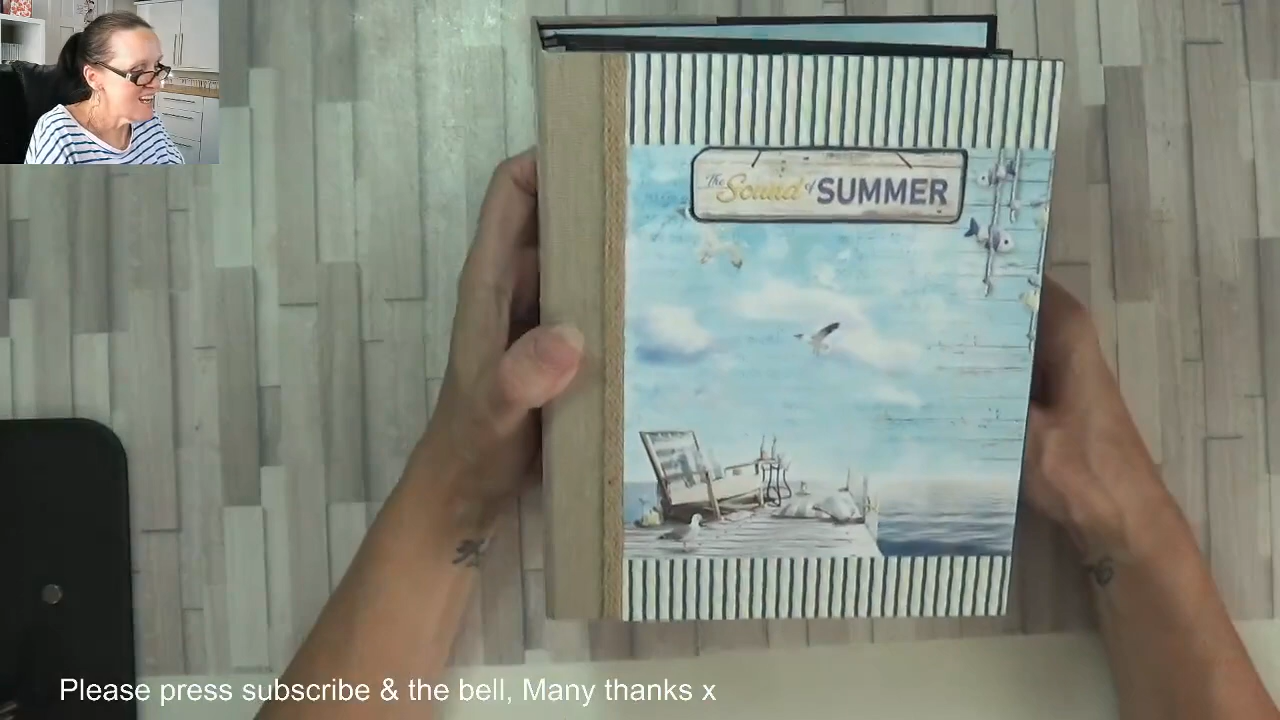 The Sound of SUMMER
Please press subscribe & the bell, Many thanks x